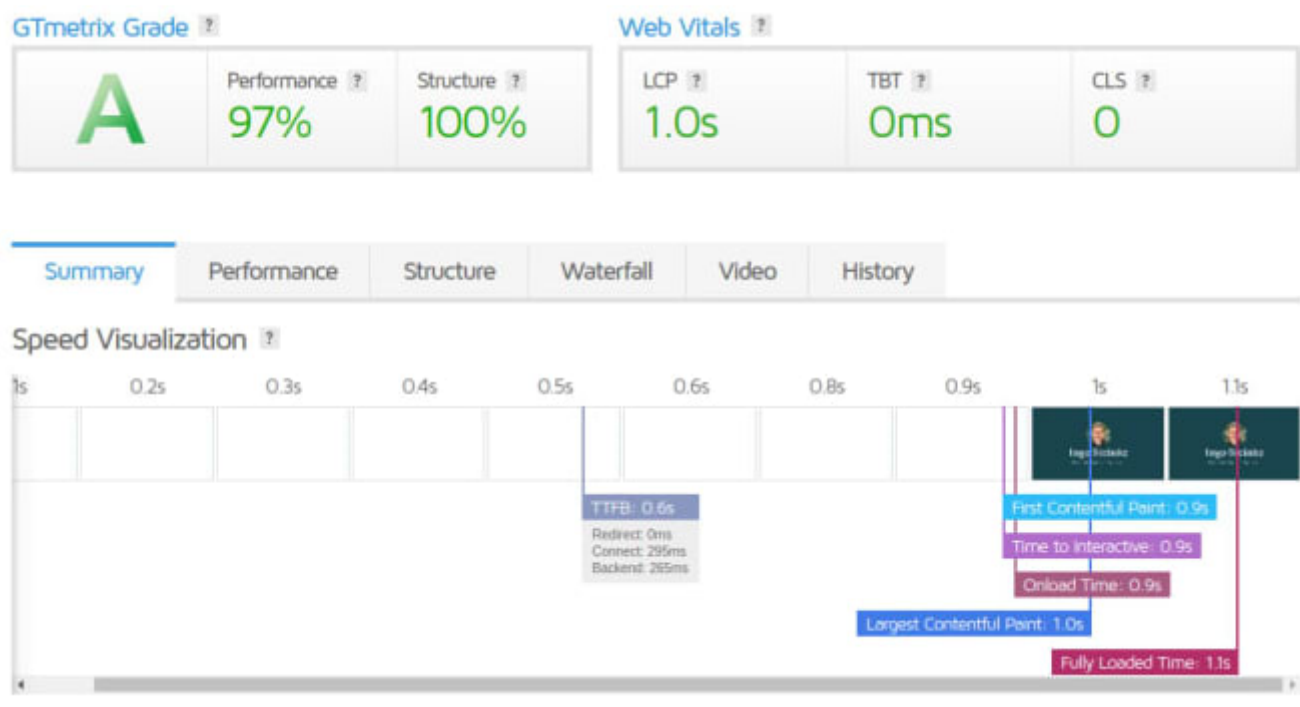 GTmetrix Grade ? Web Vitals ?
A
Performance ? Structure ? LCP ? TBT ? CLS ?
97% 100% 1.0s 0ms 0
Summary Performance Structure Waterfall Video History
Speed Visualization ?
1s 0.2s 0.3s 0.4s 0.5s 0.6s 0.8s 0.9s 1s 1.1s
TTFB: 0.6s
Redirect: 0ms
Connect: 295ms
Backend: 265ms
First Contentful Paint: 0.9s
Time to Interactive: 0.9s
Onload Time: 0.9s
Largest Contentful Paint: 1.0s
Fully Loaded Time: 1.1s